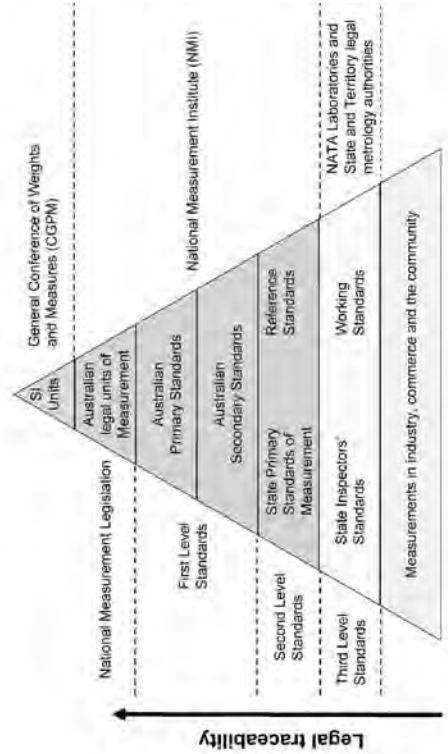 General Conference of Weights
and Measures (CGPM)
SI
Units
National Measurement Legislation
Australian
legal units of
Measurement
National Measurement Institute (NMI)
First Level
Standards
Australian
Primary Standards
Australian
Secondary Standards
Second Level
Standards
State Primary
Standards of
Measurement
Reference
Standards
Third Level
Standards
State Inspectors'
Standards
Working
Standards
NATA Laboratories and
State and Territory legal
metrology authorities
Measurements in industry, commerce and the community
Legal traceability